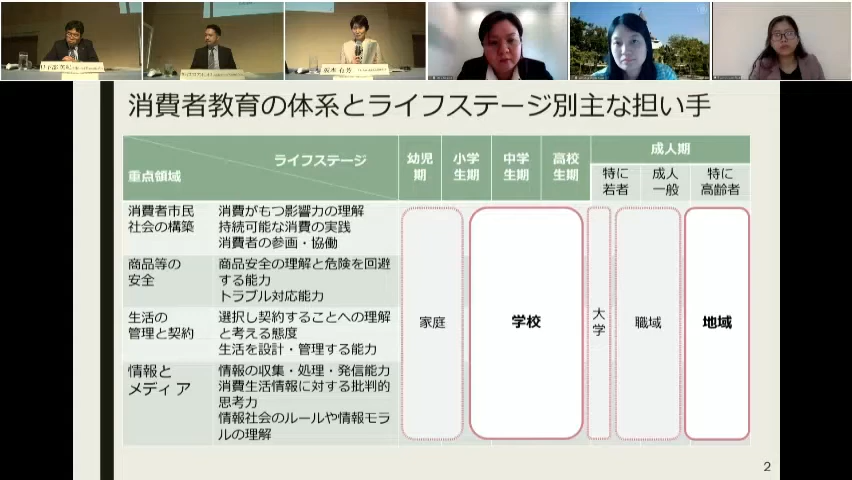 消費者教育の体系とライフステージ別主な担い手
ライフステージ
重点領域
幼児
期
小学
生期
中学
生期
高校
生期
成人期
特に
若者
成人
一般
特に
高齢者
消費者市民
社会の構築
消費がもつ影響力の理解
持続可能な消費の実践
消費者の参画・協働
商品等の
安全
商品安全の理解と危険を回避
する能力
トラブル対応能力
生活の
管理と契約
選択し契約することへの理解
と考える態度
生活を設計・管理する能力
情報と
メディ ア
情報の収集・処理・発信能力
消費生活情報に対する批判的
思考力
情報社会のルールや情報モラ
ルの理解
家庭
学校
大
学
職域
地域
2